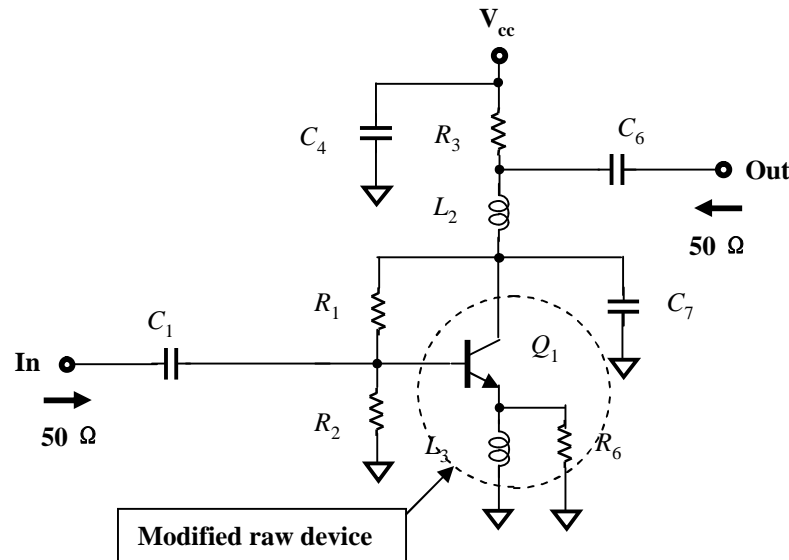 Vcc
C4
R3
C6
Out
L2
50 Ω
R1
C7
C1
In
Q1
50 Ω
R2
L3
R6
Modified raw device